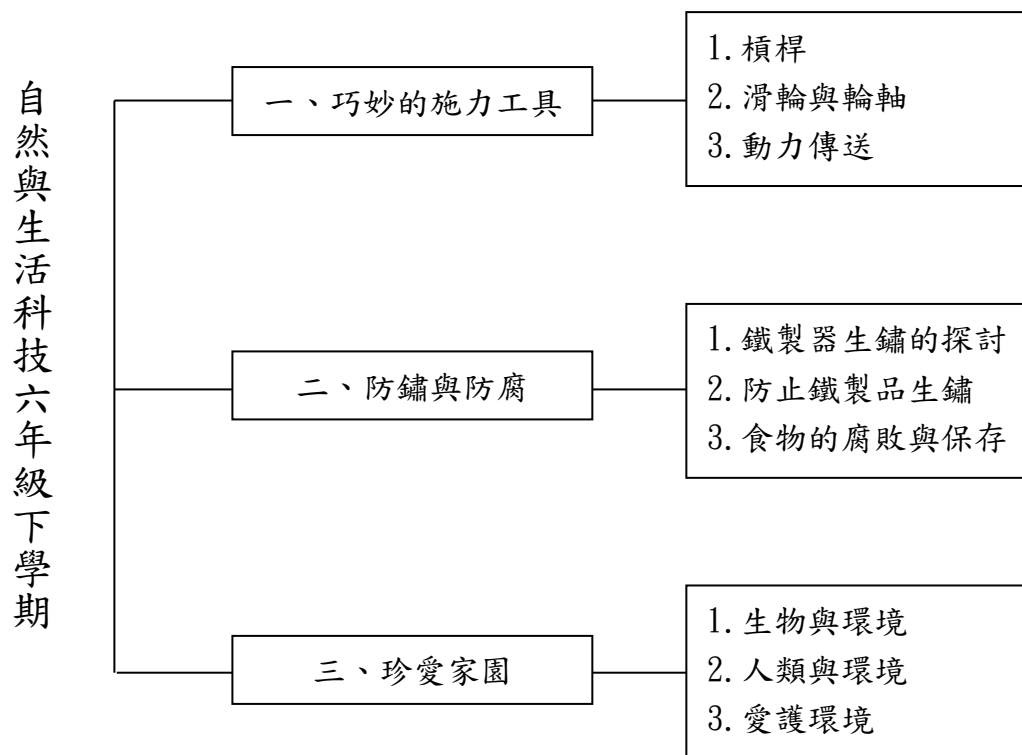 自然與生活科技六年級下學期
一、巧妙的施力工具
1.槓桿
2.滑輪與輪軸
3.動力傳送
二、防鏽與防腐
1.鐵製器生鏽的探討
2.防止鐵製品生鏽
3.食物的腐敗與保存
三、珍愛家園
1.生物與環境
2.人類與環境
3.愛護環境